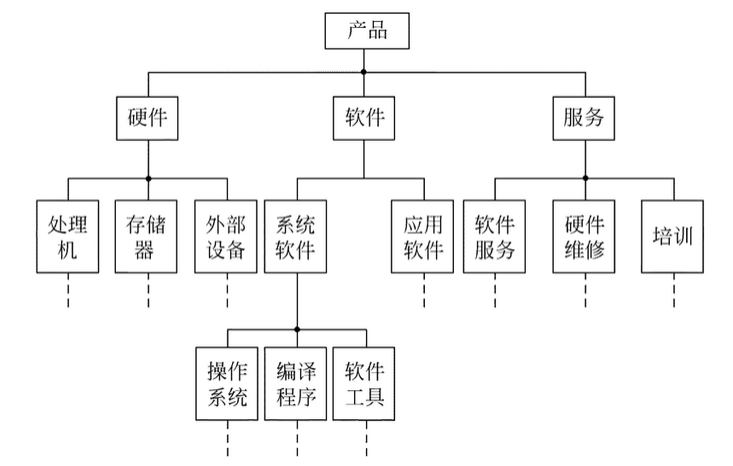 产品
硬件
软件
服务
处理
机
存储
器
外部
设备
系统
软件
应用
软件
软件
服务
硬件
维修
培训
操作
系统
编译
程序
软件
工具